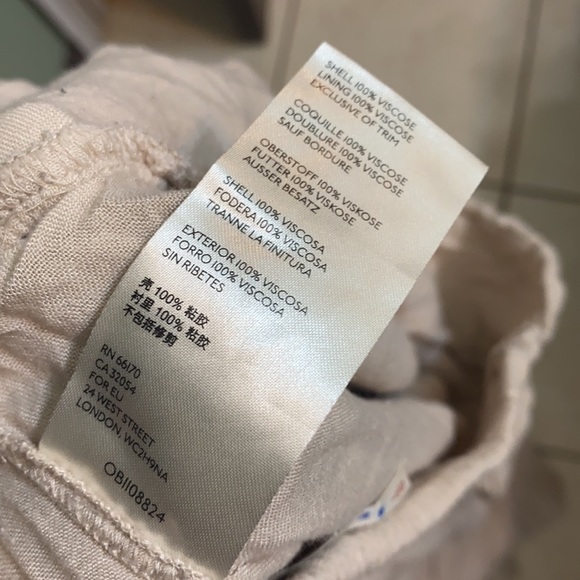 SHELL 100% VISCOSE
LINING 100% VISCOSE
EXCLUSIVE OF TRIM
COQUILLE 100% VISCOSE
DOUBLURE 100% VISCOSE
SAUF BORDURE
OBERSTOFF 100% VISKOSE
FUTTER 100% VISKOSE
AUSSER BESATZ
SHELL 100% VISCOSA
FODERA 100% VISCOSA
TRANNE LA FINITURA
EXTERIOR 100% VISCOSA
FORRO 100% VISCOSA
SIN RIBETES
壳 100% 粘胶
衬里 100% 粘胶
不包括修剪
RN 66170
CA 32054
FOR EU
24 WEST STREET
LONDON, WC2H9NA
OB1108824